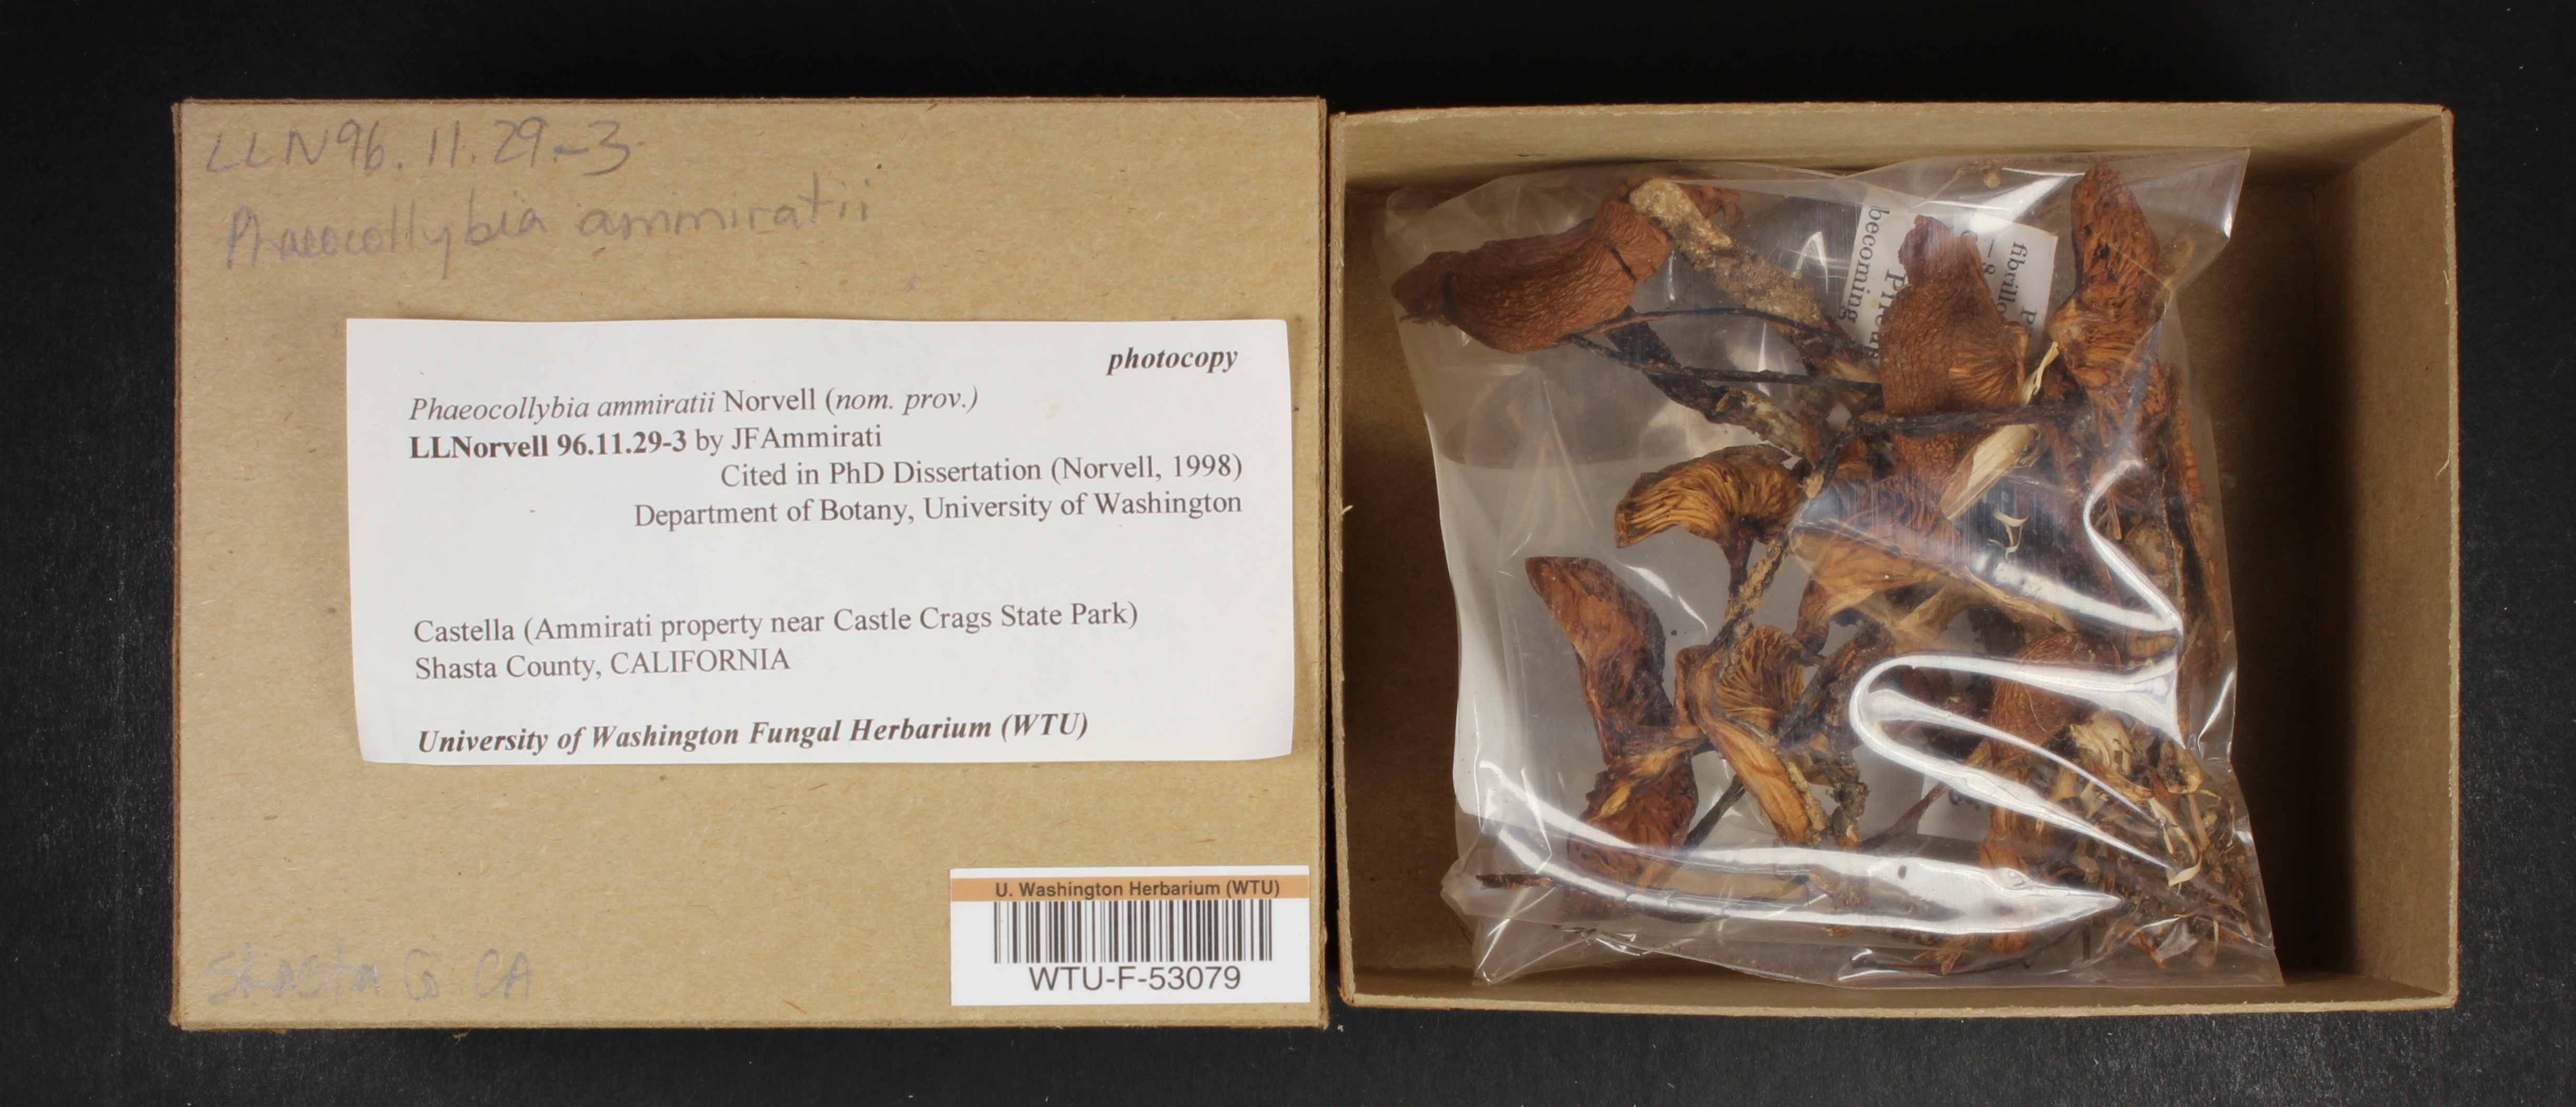 LLN96.11.29-3
Phaeocollybia ammiratii
photocopy
Phaeocollybia ammiratii Norvell (nom. prov.)
LLNorvell 96.11.29-3 by JFAmmirati
Cited in PhD Dissertation (Norvell, 1998)
Department of Botany, University of Washington
Castella (Ammirati property near Castle Crags State Park)
Shasta County, CALIFORNIA
University of Washington Fungal Herbarium (WTU)
U. Washington Herbarium (WTU)
WTU-F-53079
Shasta Co CA
becoming